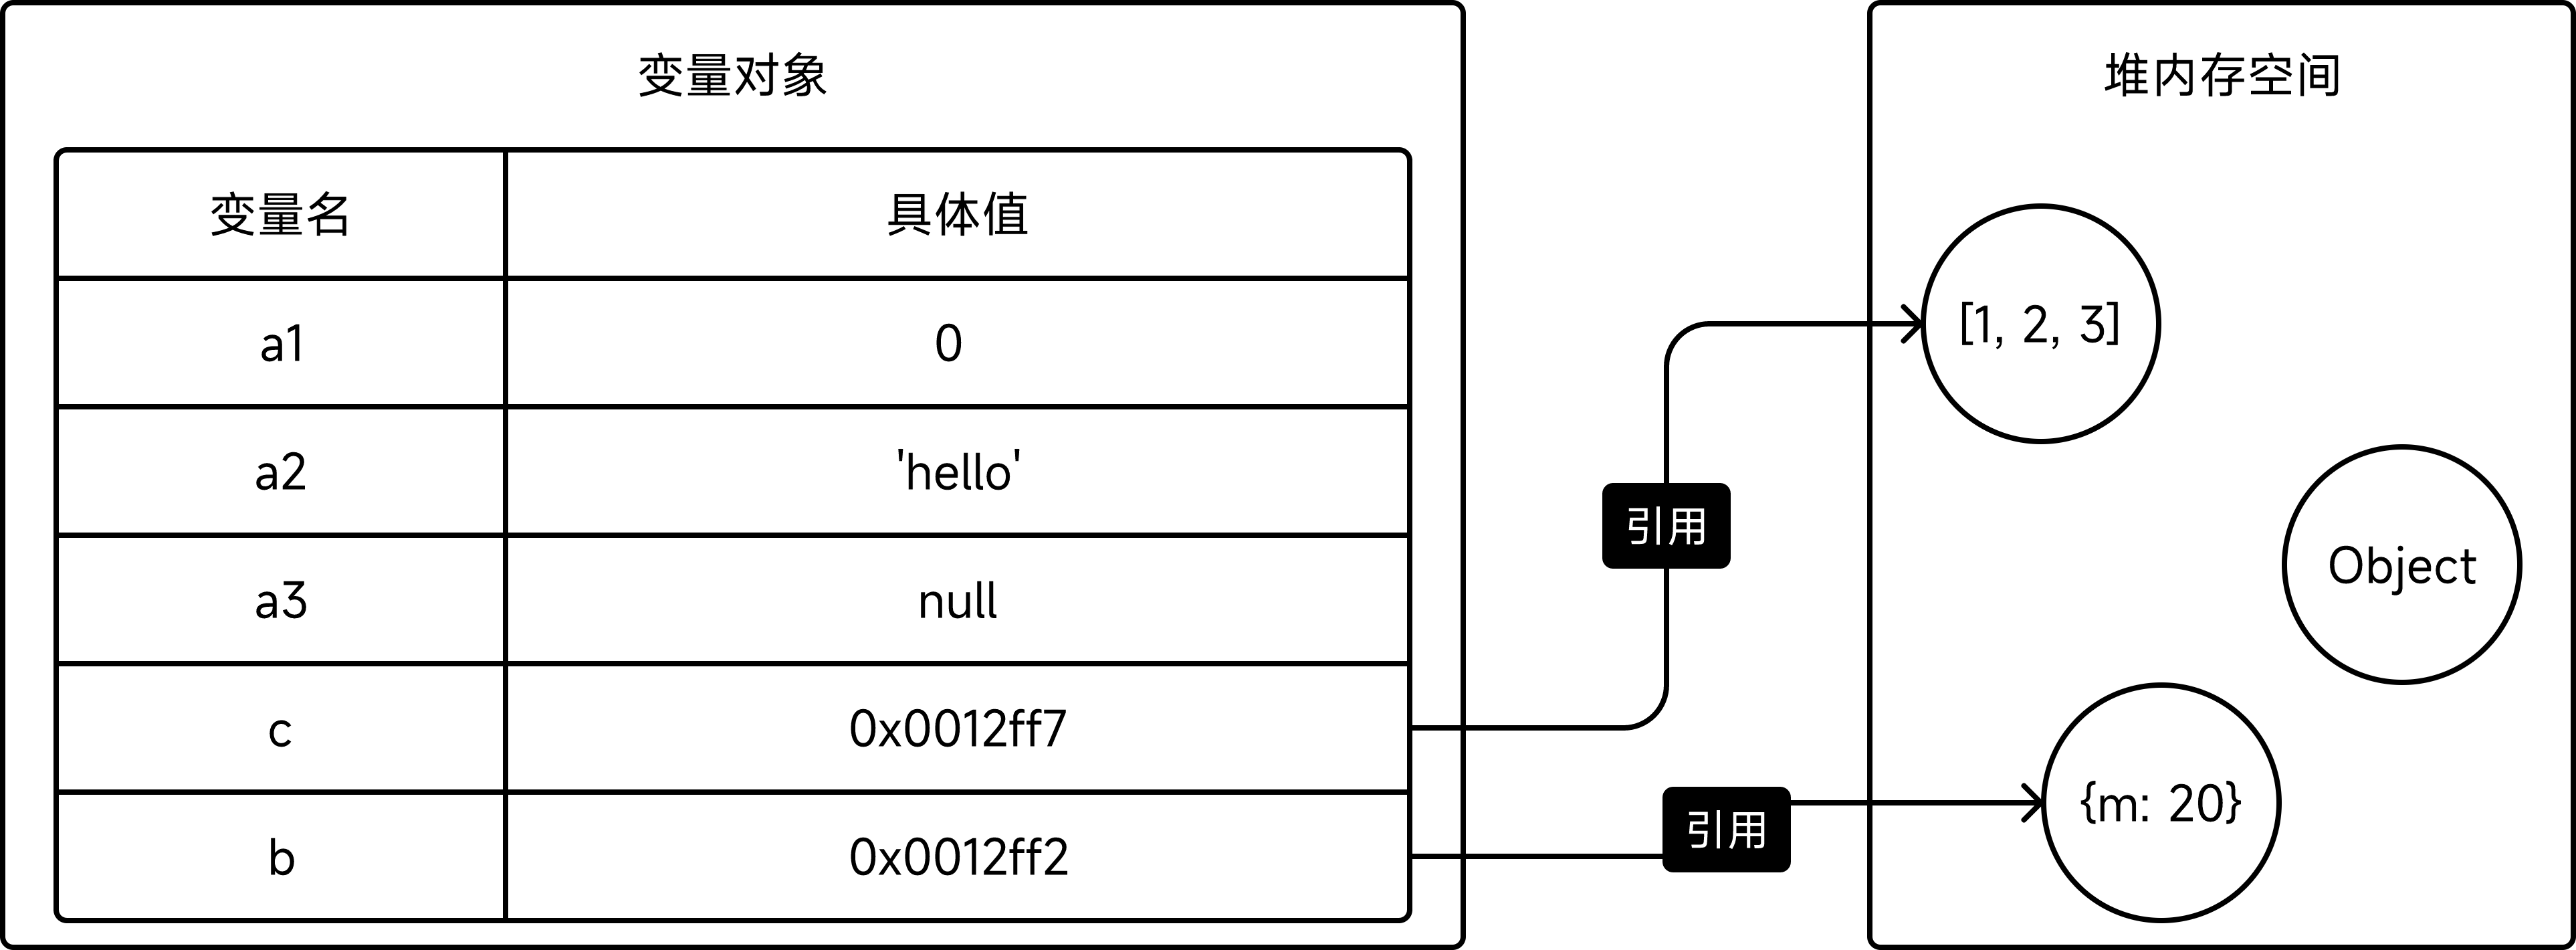 变量对象
变量名 具体值
a1 0
a2 'hello'
a3 null
c 0x0012ff7
b 0x0012ff2
引用
引用
堆内存空间
[1, 2, 3]
Object
{m: 20}